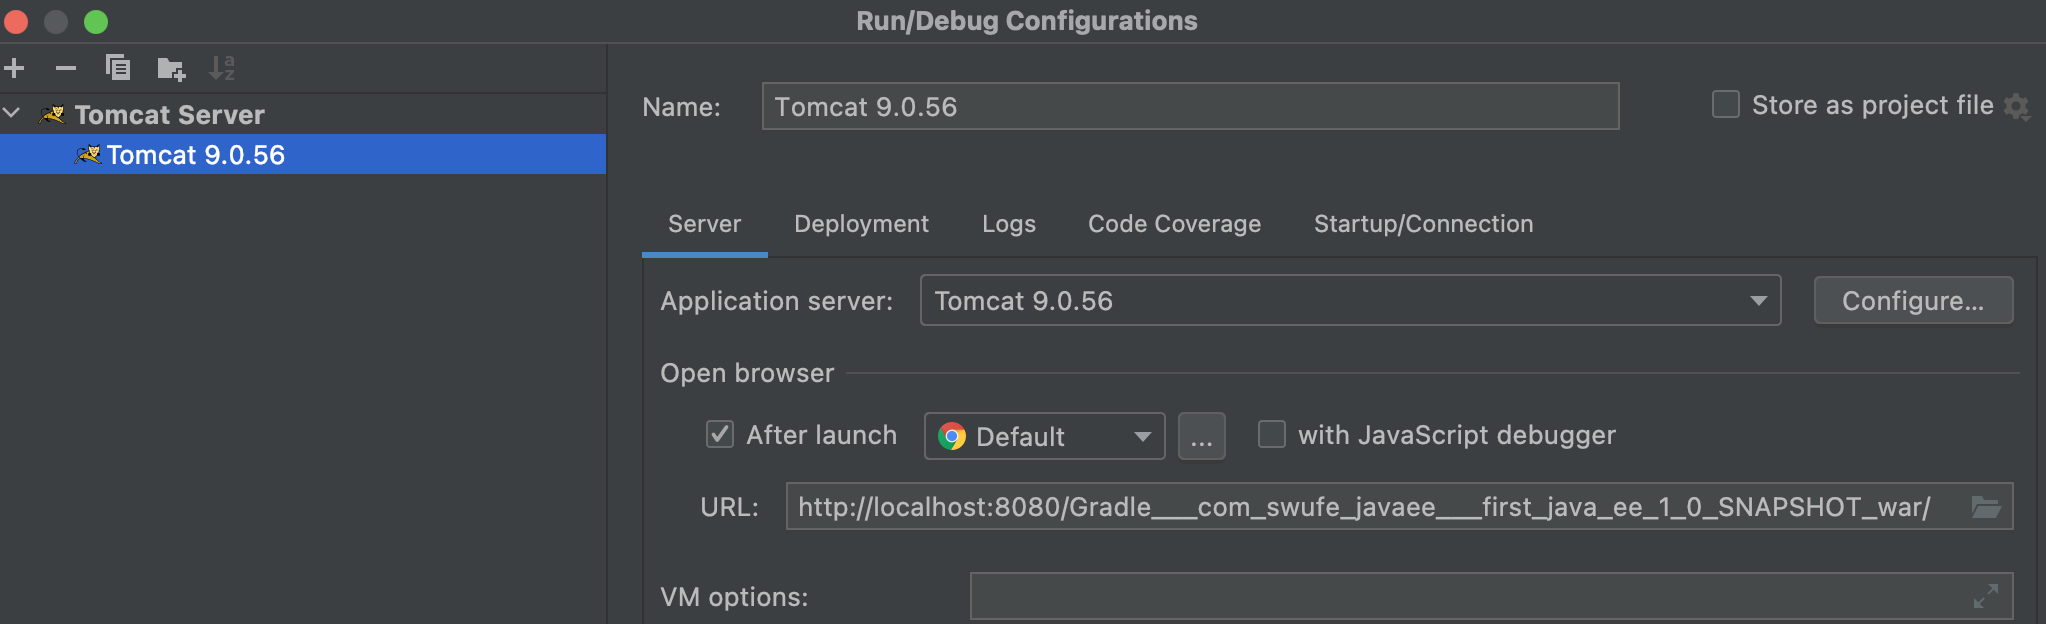 Run/Debug Configurations
Tomcat Server
Tomcat 9.0.56
Name: Tomcat 9.0.56 Store as project file
Server Deployment Logs Code Coverage Startup/Connection
Application server: Tomcat 9.0.56 Configure...
Open browser
After launch Default ... with JavaScript debugger
URL: http://localhost:8080/Gradle___com_swufe_javaee___first_java_ee_1_0_SNAPSHOT_war/
VM options: